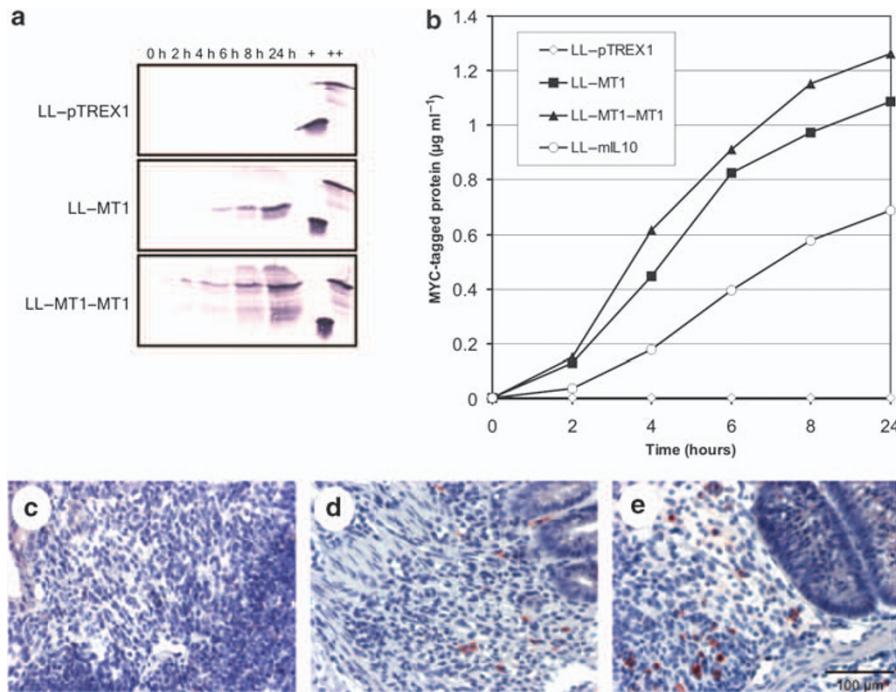 a
0 h 2 h 4 h 6 h 8 h 24 h + ++
LL–pTREX1
LL–MT1
LL–MT1–MT1
b
MYC-tagged protein (µg ml⁻¹)
1.4
1.2
1
0.8
0.6
0.4
0.2
0
LL–pTREX1
LL–MT1
LL–MT1–MT1
LL–mIL10
0 2 4 6 8 24
Time (hours)
c
d
e
100 µm